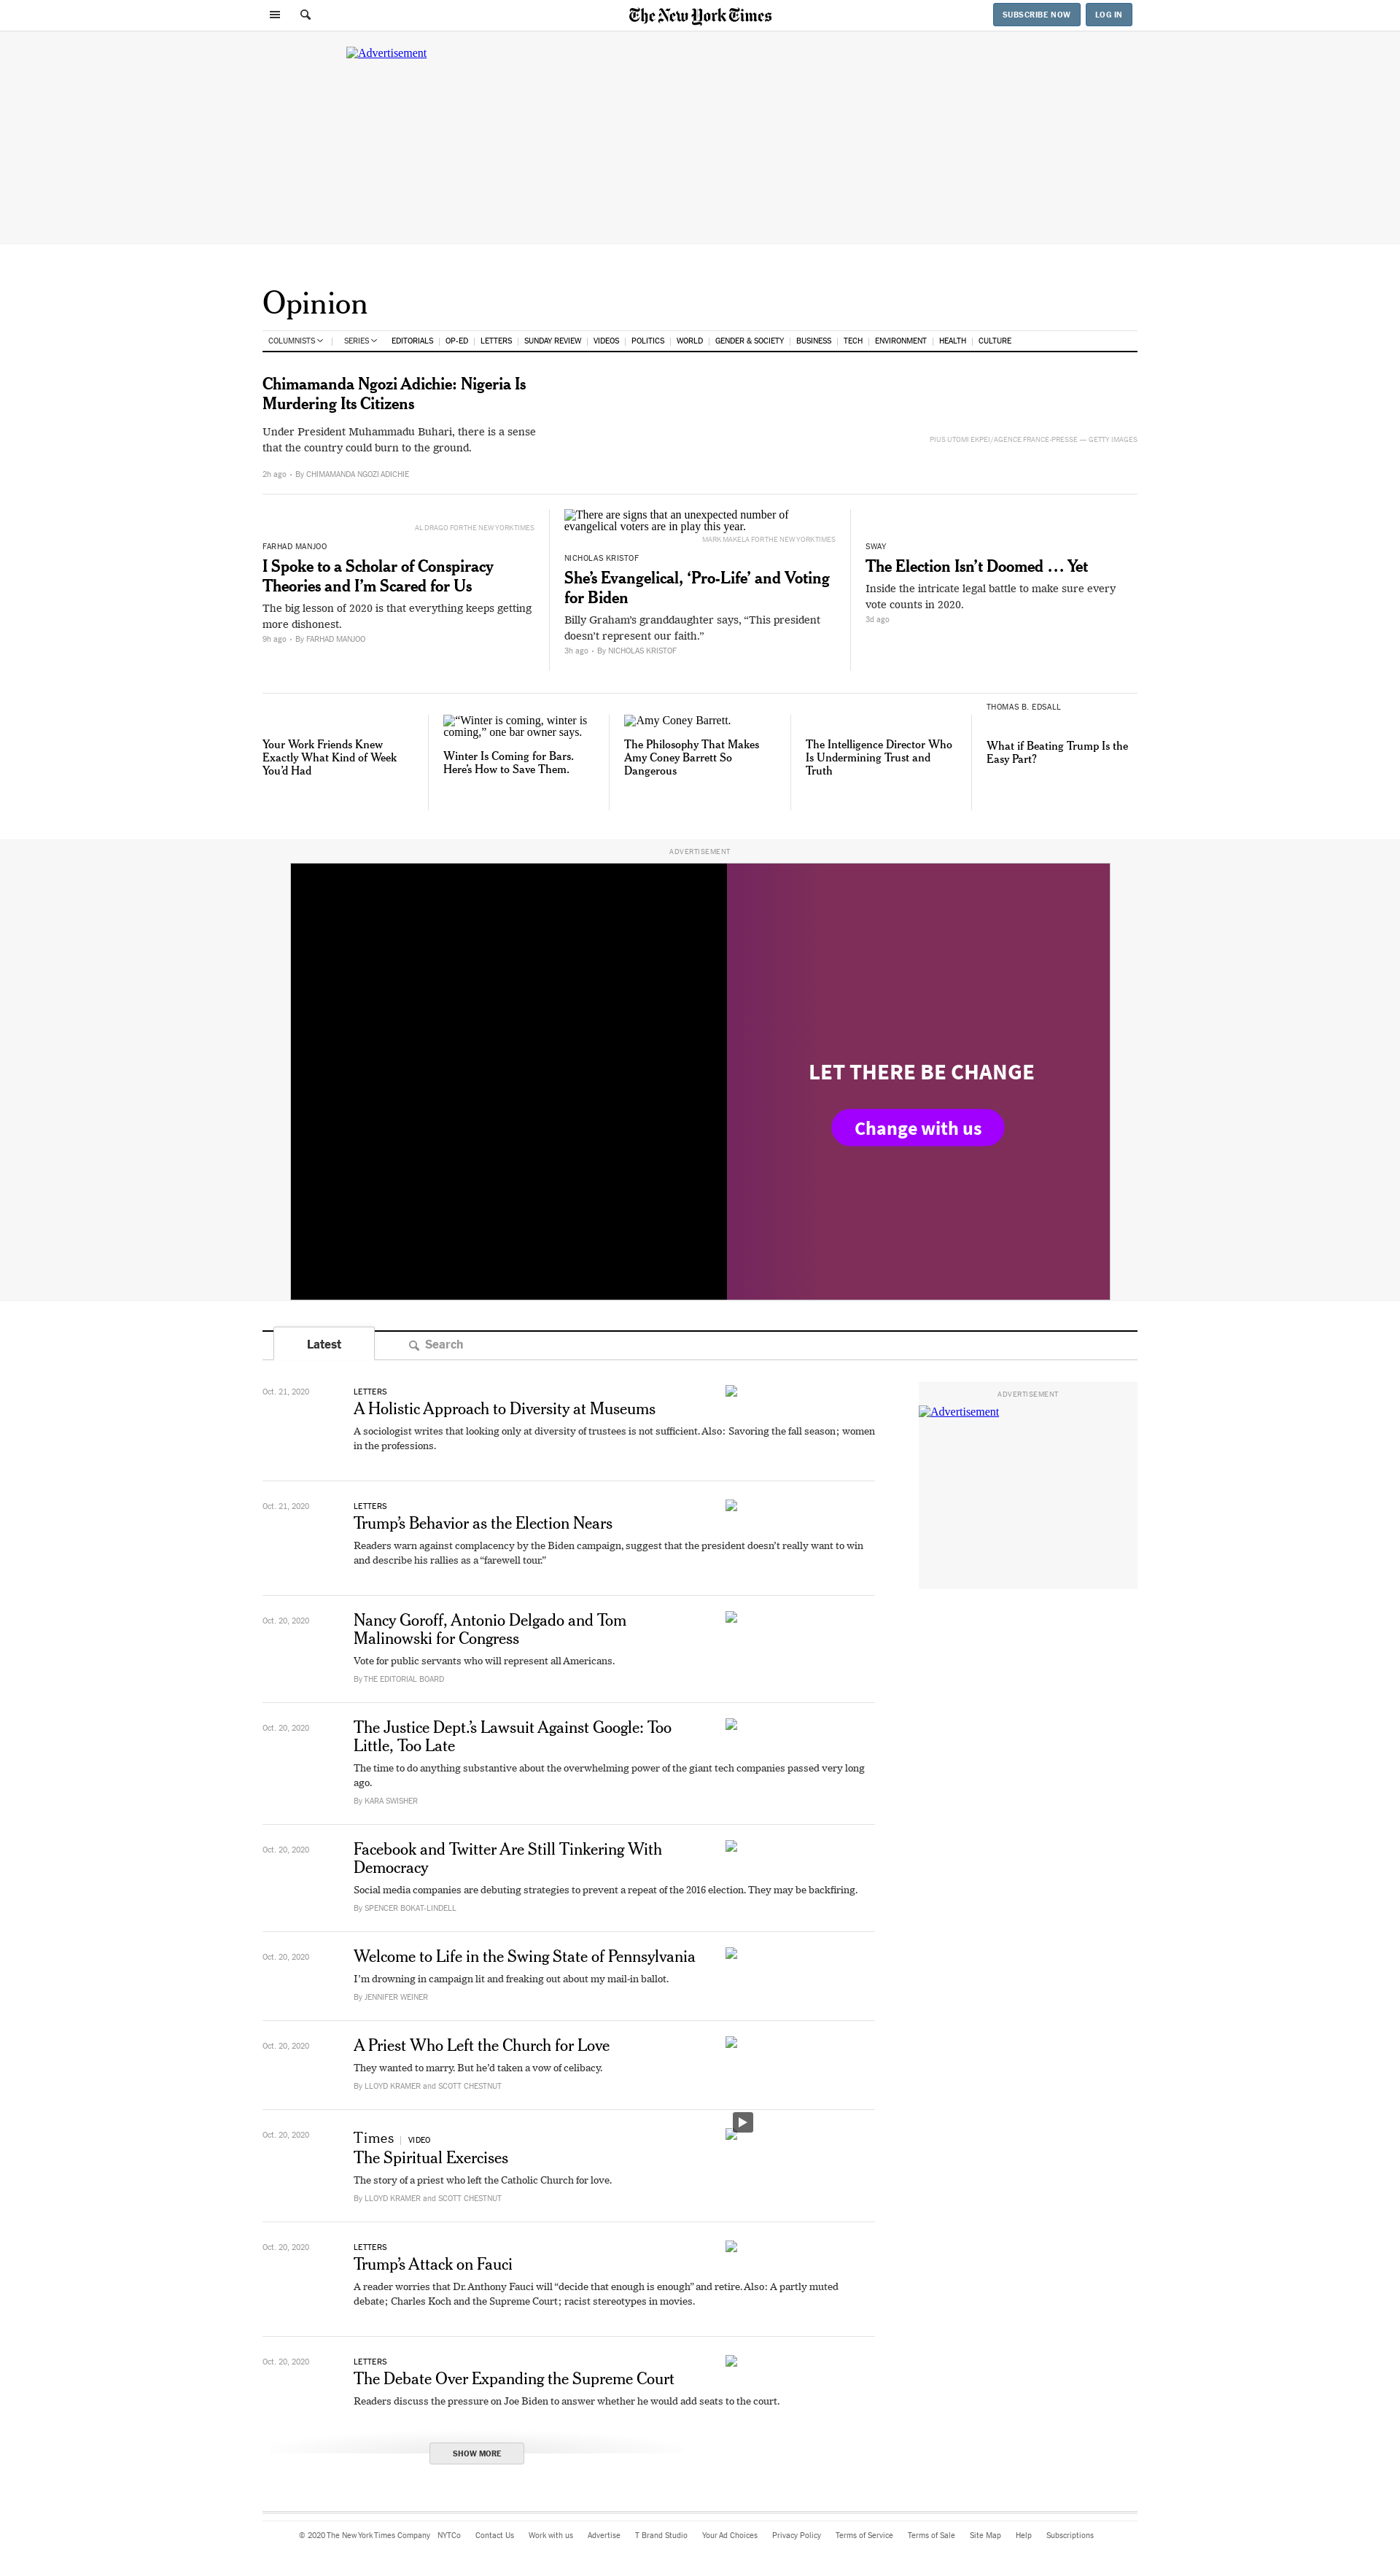 The New York Times
SUBSCRIBE NOW
LOG IN
Advertisement
Opinion
COLUMNISTS
SERIES
EDITORIALS
OP-ED
LETTERS
SUNDAY REVIEW
VIDEOS
POLITICS
WORLD
GENDER & SOCIETY
BUSINESS
TECH
ENVIRONMENT
HEALTH
CULTURE
Chimamanda Ngozi Adichie: Nigeria Is
Murdering Its Citizens
Under President Muhammadu Buhari, there is a sense
that the country could burn to the ground.
2h ago • By CHIMAMANDA NGOZI ADICHIE
PIUS UTOMI EKPEI/AGENCE FRANCE-PRESSE — GETTY IMAGES
AL DRAGO FOR THE NEW YORK TIMES
FARHAD MANJOO
I Spoke to a Scholar of Conspiracy
Theories and I’m Scared for Us
The big lesson of 2020 is that everything keeps getting
more dishonest.
9h ago • By FARHAD MANJOO
There are signs that an unexpected number of
evangelical voters are in play this year.
MARK MAKELA FOR THE NEW YORK TIMES
NICHOLAS KRISTOF
She’s Evangelical, ‘Pro-Life’ and Voting
for Biden
Billy Graham’s granddaughter says, “This president
doesn’t represent our faith.”
3h ago • By NICHOLAS KRISTOF
SWAY
The Election Isn’t Doomed … Yet
Inside the intricate legal battle to make sure every
vote counts in 2020.
3d ago
Your Work Friends Knew
Exactly What Kind of Week
You’d Had
“Winter is coming, winter is
coming,” one bar owner says.
Winter Is Coming for Bars.
Here’s How to Save Them.
Amy Coney Barrett.
The Philosophy That Makes
Amy Coney Barrett So
Dangerous
The Intelligence Director Who
Is Undermining Trust and
Truth
THOMAS B. EDSALL
What if Beating Trump Is the
Easy Part?
ADVERTISEMENT
LET THERE BE CHANGE
Change with us
Latest
Search
Oct. 21, 2020
LETTERS
A Holistic Approach to Diversity at Museums
A sociologist writes that looking only at diversity of trustees is not sufficient. Also: Savoring the fall season; women
in the professions.
ADVERTISEMENT
Advertisement
Oct. 21, 2020
LETTERS
Trump’s Behavior as the Election Nears
Readers warn against complacency by the Biden campaign, suggest that the president doesn’t really want to win
and describe his rallies as a “farewell tour.”
Oct. 20, 2020
Nancy Goroff, Antonio Delgado and Tom
Malinowski for Congress
Vote for public servants who will represent all Americans.
By THE EDITORIAL BOARD
Oct. 20, 2020
The Justice Dept.’s Lawsuit Against Google: Too
Little, Too Late
The time to do anything substantive about the overwhelming power of the giant tech companies passed very long
ago.
By KARA SWISHER
Oct. 20, 2020
Facebook and Twitter Are Still Tinkering With
Democracy
Social media companies are debuting strategies to prevent a repeat of the 2016 election. They may be backfiring.
By SPENCER BOKAT-LINDELL
Oct. 20, 2020
Welcome to Life in the Swing State of Pennsylvania
I’m drowning in campaign lit and freaking out about my mail-in ballot.
By JENNIFER WEINER
Oct. 20, 2020
A Priest Who Left the Church for Love
They wanted to marry. But he’d taken a vow of celibacy.
By LLOYD KRAMER and SCOTT CHESTNUT
Oct. 20, 2020
Times | VIDEO
The Spiritual Exercises
The story of a priest who left the Catholic Church for love.
By LLOYD KRAMER and SCOTT CHESTNUT
Oct. 20, 2020
LETTERS
Trump’s Attack on Fauci
A reader worries that Dr. Anthony Fauci will “decide that enough is enough” and retire. Also: A partly muted
debate; Charles Koch and the Supreme Court; racist stereotypes in movies.
Oct. 20, 2020
LETTERS
The Debate Over Expanding the Supreme Court
Readers discuss the pressure on Joe Biden to answer whether he would add seats to the court.
SHOW MORE
© 2020 The New York Times Company
NYTCo
Contact Us
Work with us
Advertise
T Brand Studio
Your Ad Choices
Privacy Policy
Terms of Service
Terms of Sale
Site Map
Help
Subscriptions